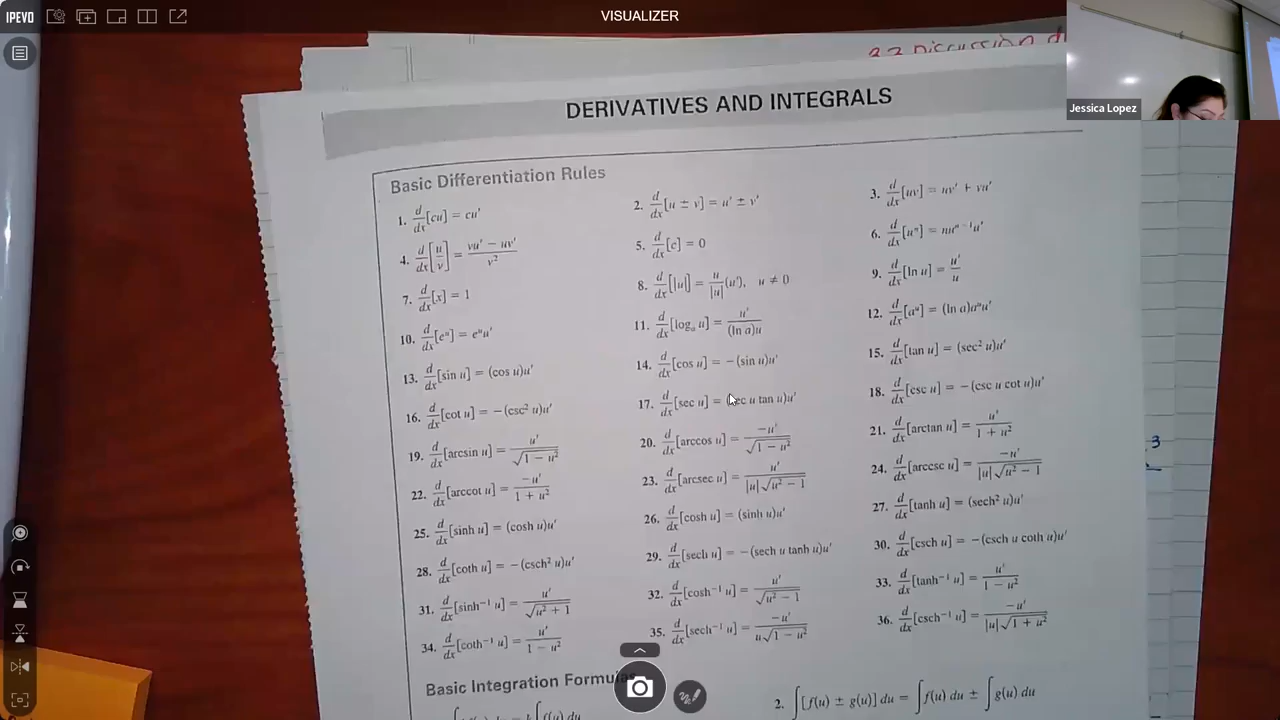 IPEVO
VISUALIZER
Jessica Lopez
22 Discussion
DERIVATIVES AND INTEGRALS
Basic Differentiation Rules
1. d/dx[cu] = cu′
2. d/dx[u ± v] = u′ ± v′
3. d/dx[uv] = uv′ + vu′
4. d/dx[u/v] = (vu′ − uv′)/v²
5. d/dx[c] = 0
6. d/dx[uⁿ] = nuⁿ⁻¹u′
7. d/dx[x] = 1
8. d/dx[|u|] = u/|u|(u′), u ≠ 0
9. d/dx[ln u] = u′/u
10. d/dx[eᵘ] = eᵘu′
11. d/dx[logₐ u] = u′/((ln a)u)
12. d/dx[aᵘ] = (ln a)aᵘu′
13. d/dx[sin u] = (cos u)u′
14. d/dx[cos u] = −(sin u)u′
15. d/dx[tan u] = (sec² u)u′
16. d/dx[cot u] = −(csc² u)u′
17. d/dx[sec u] = (sec u tan u)u′
18. d/dx[csc u] = −(csc u cot u)u′
19. d/dx[arcsin u] = u′/√(1 − u²)
20. d/dx[arccos u] = −u′/√(1 − u²)
21. d/dx[arctan u] = u′/(1 + u²)
22. d/dx[arccot u] = −u′/(1 + u²)
23. d/dx[arcsec u] = u′/(|u|√(u² − 1))
24. d/dx[arccsc u] = −u′/(|u|√(u² − 1))
25. d/dx[sinh u] = (cosh u)u′
26. d/dx[cosh u] = (sinh u)u′
27. d/dx[tanh u] = (sech² u)u′
28. d/dx[coth u] = −(csch² u)u′
29. d/dx[sech u] = −(sech u tanh u)u′
30. d/dx[csch u] = −(csch u coth u)u′
31. d/dx[sinh⁻¹ u] = u′/√(u² + 1)
32. d/dx[cosh⁻¹ u] = u′/√(u² − 1)
33. d/dx[tanh⁻¹ u] = u′/(1 − u²)
34. d/dx[coth⁻¹ u] = u′/(1 − u²)
35. d/dx[sech⁻¹ u] = −u′/(u√(1 − u²))
36. d/dx[csch⁻¹ u] = −u′/(|u|√(1 + u²))
3
Basic Integration Formulas
2. ∫[f(u) ± g(u)] du = ∫f(u) du ± ∫g(u) du